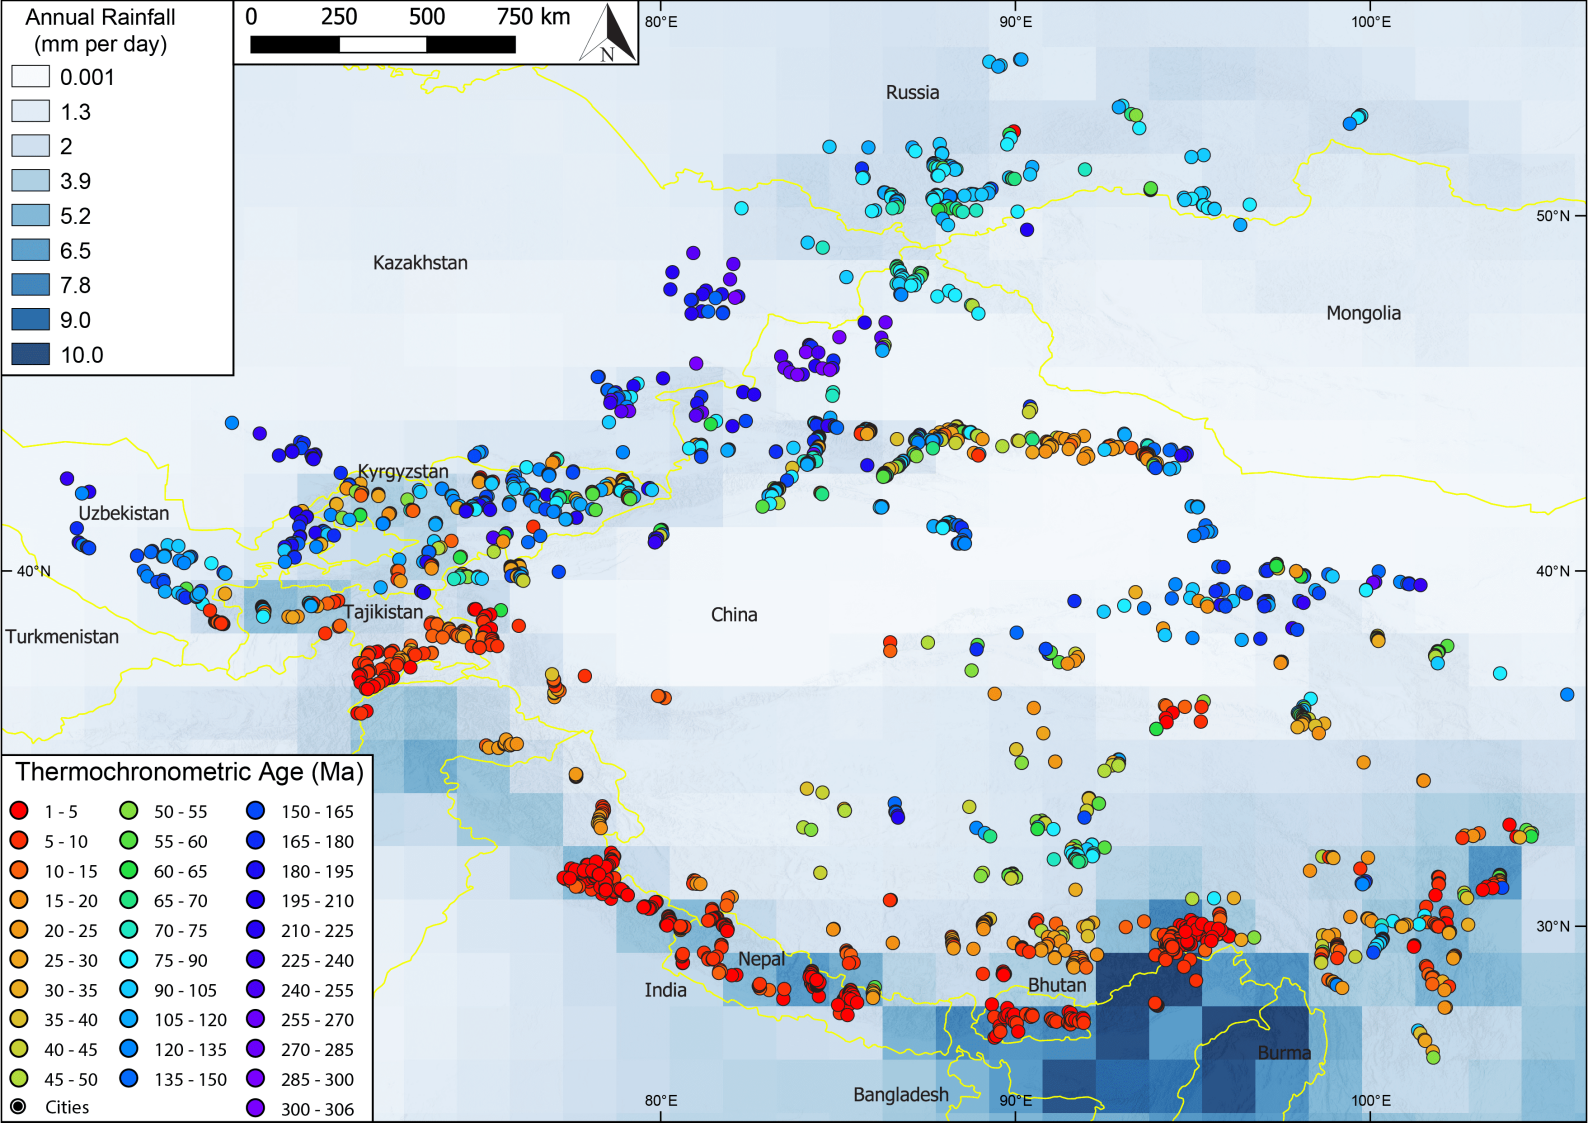 Annual Rainfall
(mm per day)
0.001
1.3
2
3.9
5.2
6.5
7.8
9.0
10.0
0 250 500 750 km
N
80°E 90°E 100°E
Russia
50°N
Kazakhstan
Mongolia
Kyrgyzstan
Uzbekistan
40°N 40°N
Tajikistan
China
Turkmenistan
30°N
Nepal
India
Bhutan
Burma
Bangladesh
80°E 90°E 100°E
Thermochronometric Age (Ma)
1 - 5
5 - 10
10 - 15
15 - 20
20 - 25
25 - 30
30 - 35
35 - 40
40 - 45
45 - 50
Cities
50 - 55
55 - 60
60 - 65
65 - 70
70 - 75
75 - 90
90 - 105
105 - 120
120 - 135
135 - 150
150 - 165
165 - 180
180 - 195
195 - 210
210 - 225
225 - 240
240 - 255
255 - 270
270 - 285
285 - 300
300 - 306